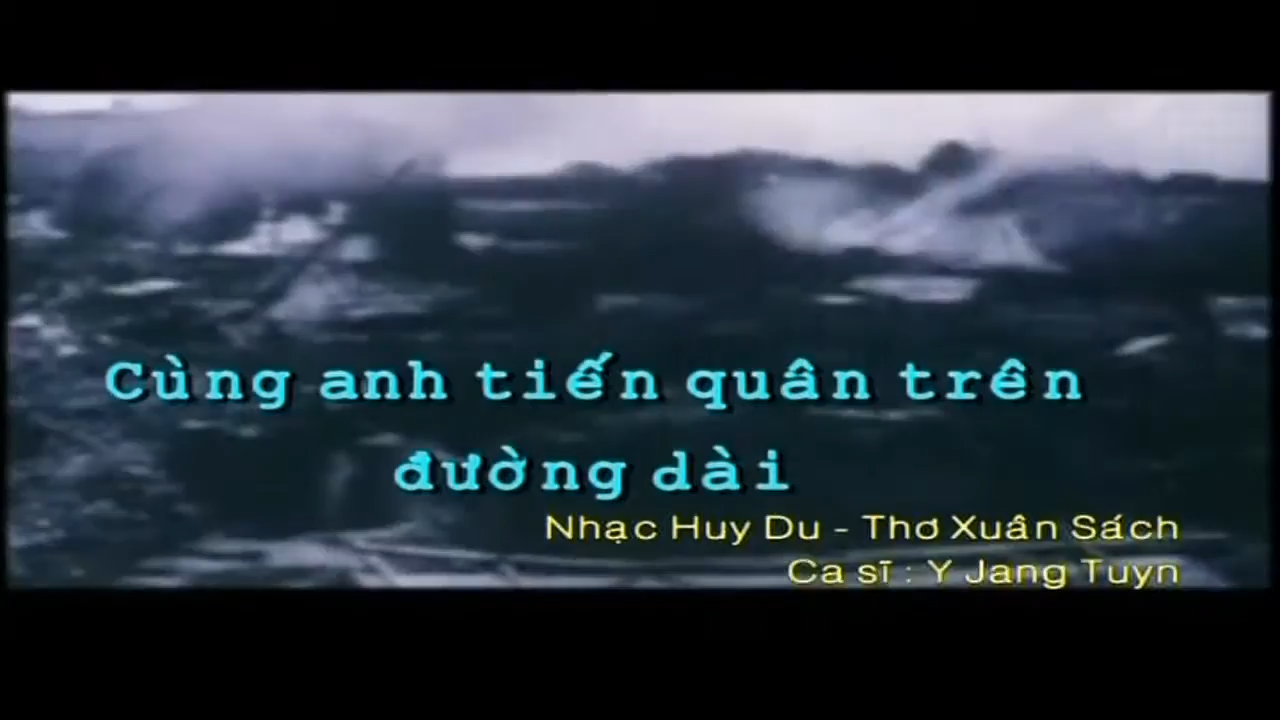 Cùng anh tiến quân trên
đường dài
Nhạc Huy Du - Thơ Xuân Sách
Ca sĩ : Y Jang Tuyn